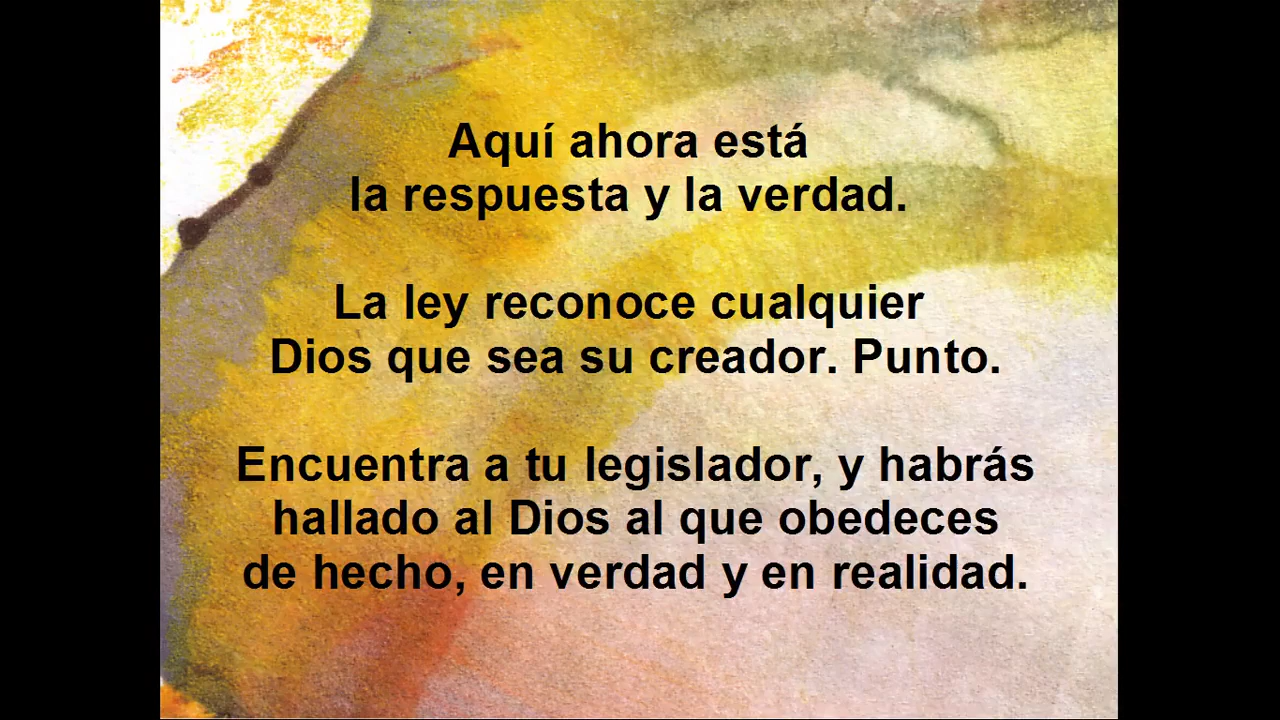 Aquí ahora está
la respuesta y la verdad.
La ley reconoce cualquier
Dios que sea su creador. Punto.
Encuentra a tu legislador, y habrás
hallado al Dios al que obedeces
de hecho, en verdad y en realidad.